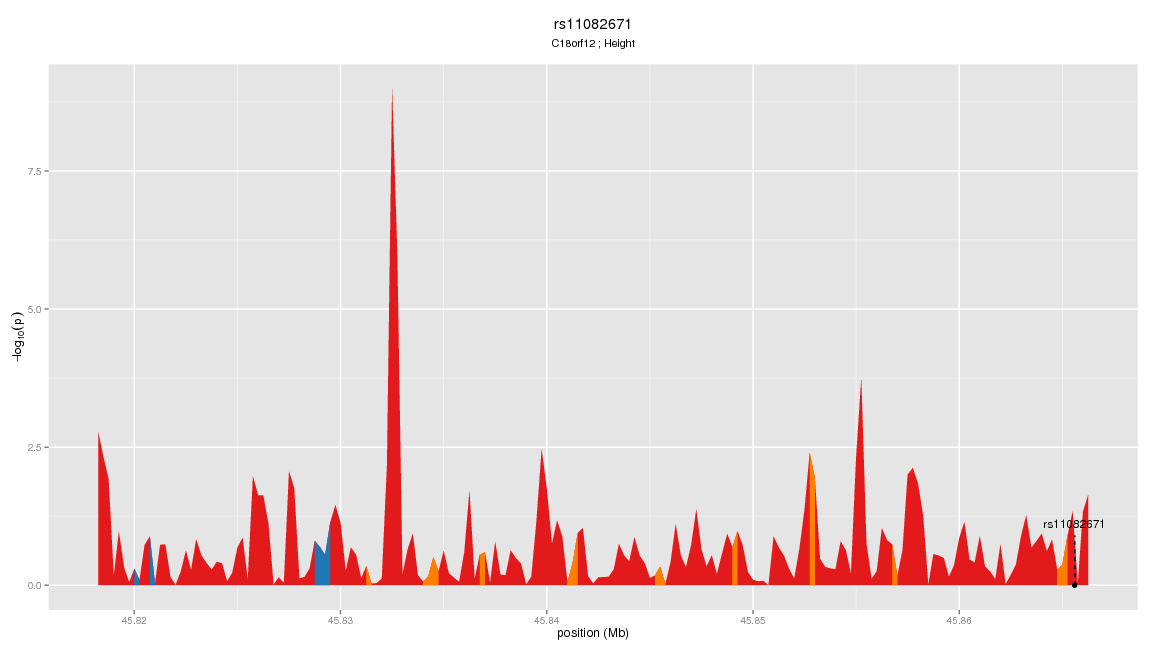 rs11082671
C18orf12 ; Height
−log10(p)
7.5
5.0
2.5
0.0
rs11082671
45.82 45.83 45.84 45.85 45.86
position (Mb)